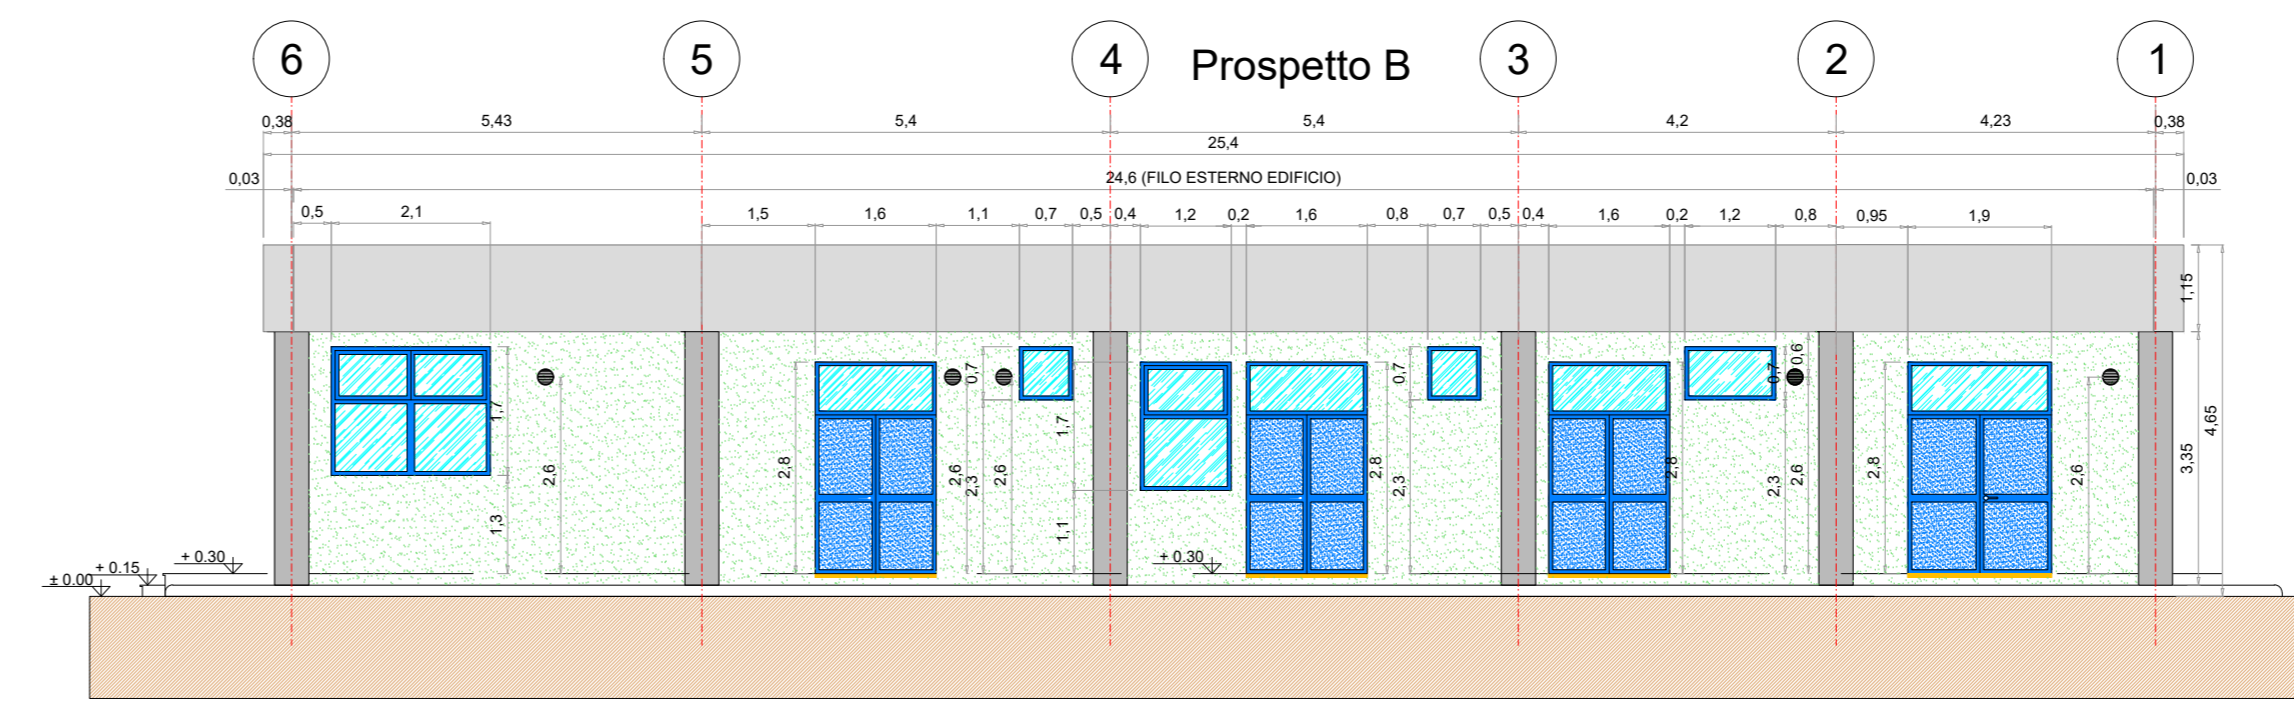 6 5 4 Prospetto B 3 2 1
0,38 5,43 5,4 5,4 4,2 4,23 0,38
25,4
0,03 24,6 (FILO ESTERNO EDIFICIO) 0,03
0,5 2,1 1,5 1,6 1,1 0,7 0,5 0,4 1,2 0,2 1,6 0,8 0,7 0,5 0,4 1,6 0,2 1,2 0,8 0,95 1,9
1,15
0,7 0,7 0,7 0,6
1,7 1,7 4,65
1,3 2,6 2,8 2,6 2,3 2,6 1,1 2,8 2,3 2,8 2,3 2,6 2,8 2,6 3,35
+ 0.30 + 0.30
+ 0.15
± 0.00